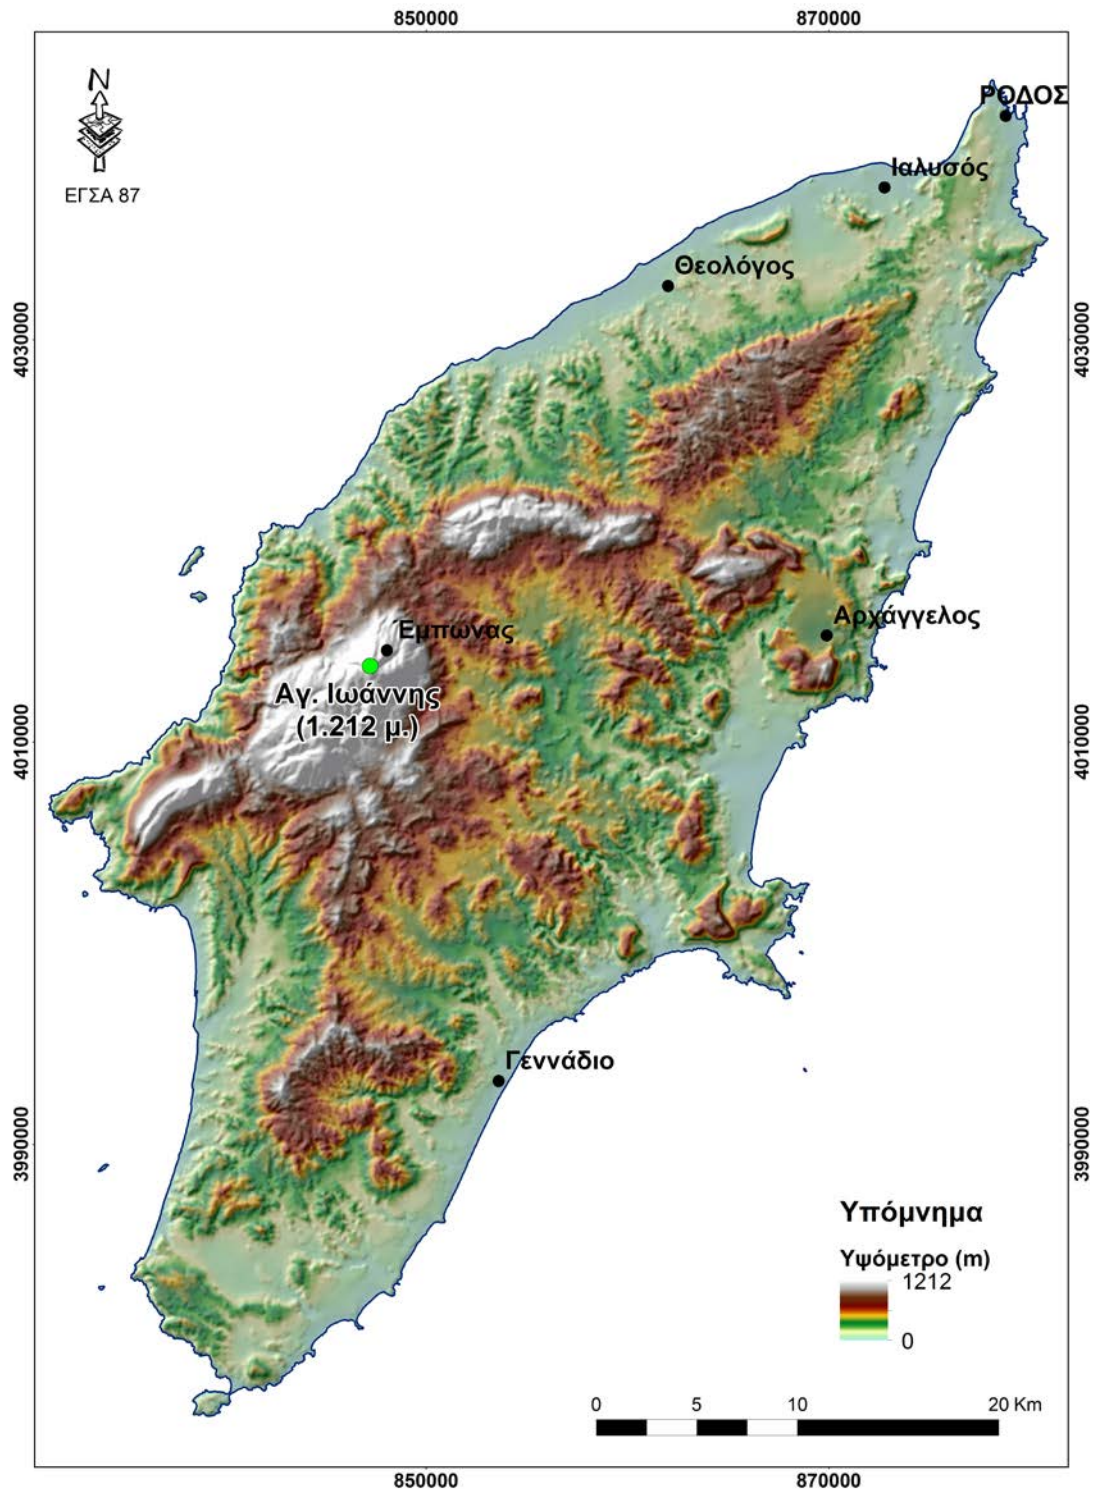 850000
870000
N
ΕΓΣΑ 87
ΡΟΔΟΣ
Ιαλυσός
Θεολόγος
4030000
4030000
Αρχάγγελος
Έμπωνας
Αγ. Ιωάννης
(1.212 μ.)
4010000
4010000
Γεννάδιο
3990000
3990000
Υπόμνημα
Υψόμετρο (m)
1212
0
0 5 10 20 Km
850000
870000